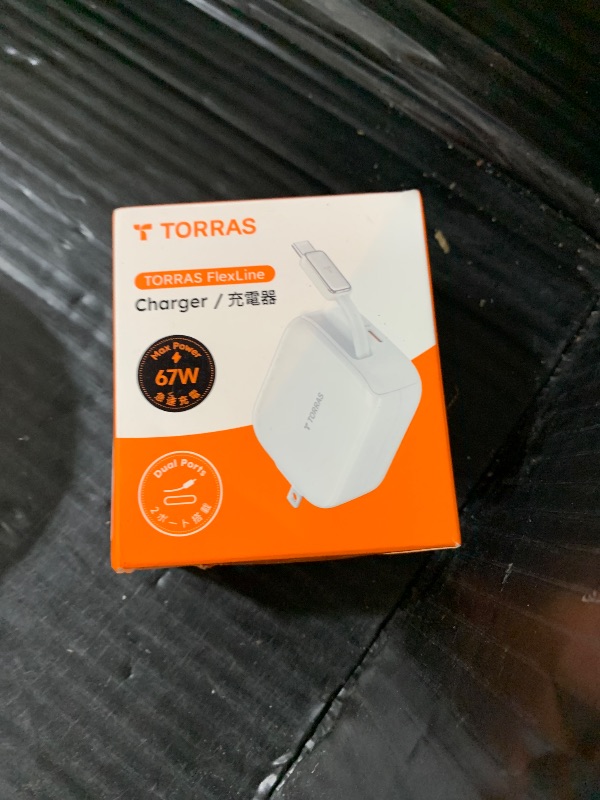 TORRAS
TORRAS FlexLine
Charger / 充電器
Max Power
67W
急速充電
TORRAS
Dual Ports
2ポート搭載